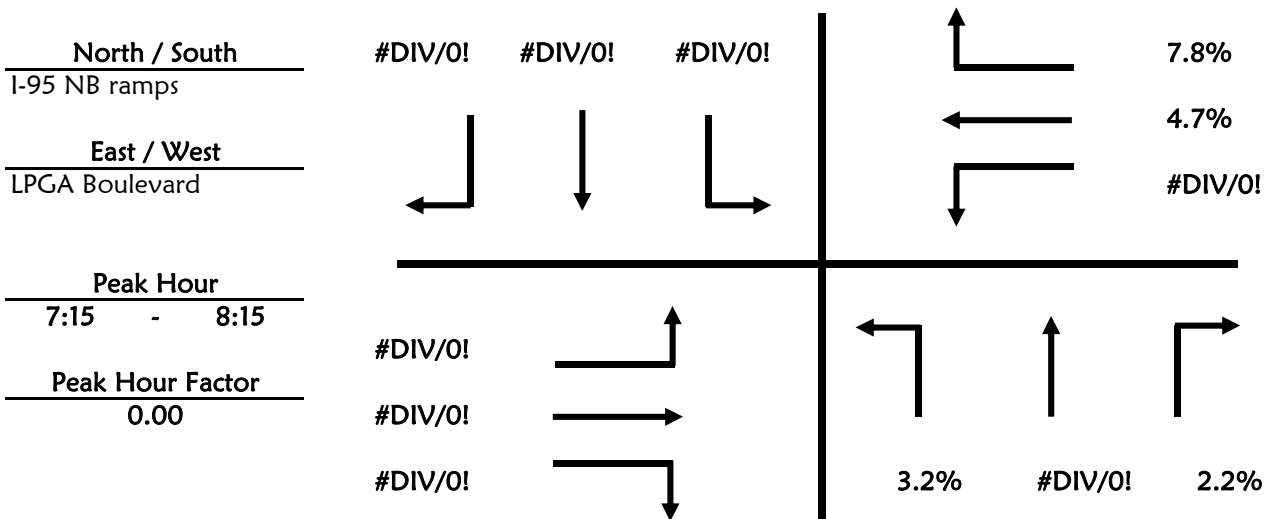 North / South
I-95 NB ramps
East / West
LPGA Boulevard
Peak Hour
7:15 - 8:15
Peak Hour Factor
0.00
#DIV/0! #DIV/0! #DIV/0!
7.8%
4.7%
#DIV/0!
#DIV/0!
#DIV/0!
#DIV/0!
3.2% #DIV/0! 2.2%